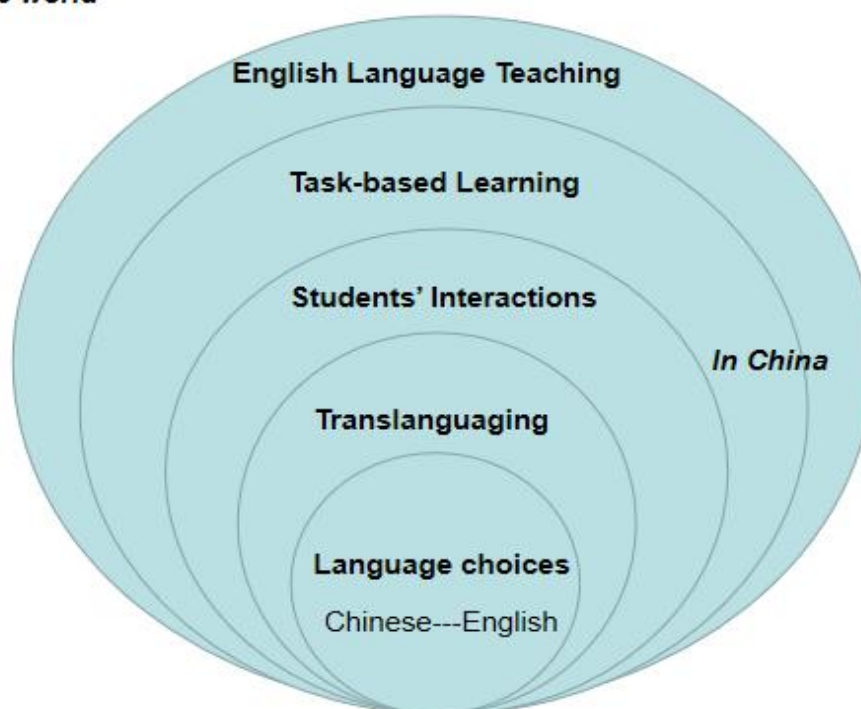 English Language Teaching
Task-based Learning
Students’ Interactions
In China
Translanguaging
Language choices
Chinese---English